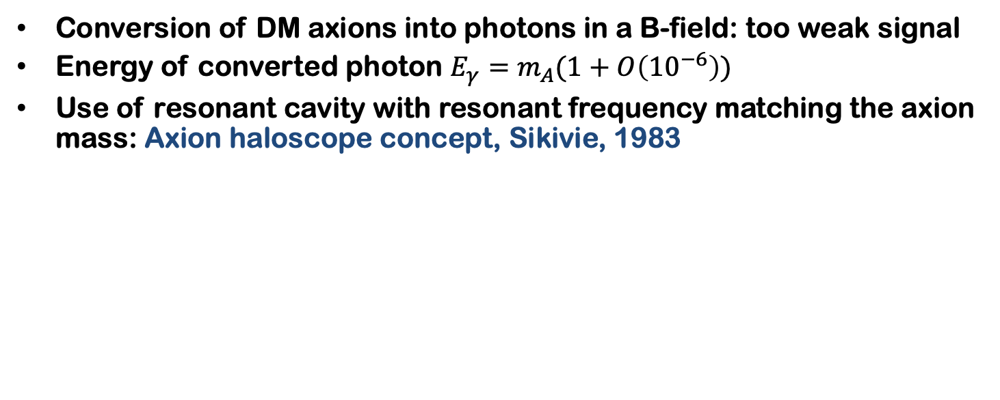 • Conversion of DM axions into photons in a B-field: too weak signal
• Energy of converted photon $E_\gamma = m_A(1 + O(10^{-6}))$
• Use of resonant cavity with resonant frequency matching the axion
mass: Axion haloscope concept, Sikivie, 1983